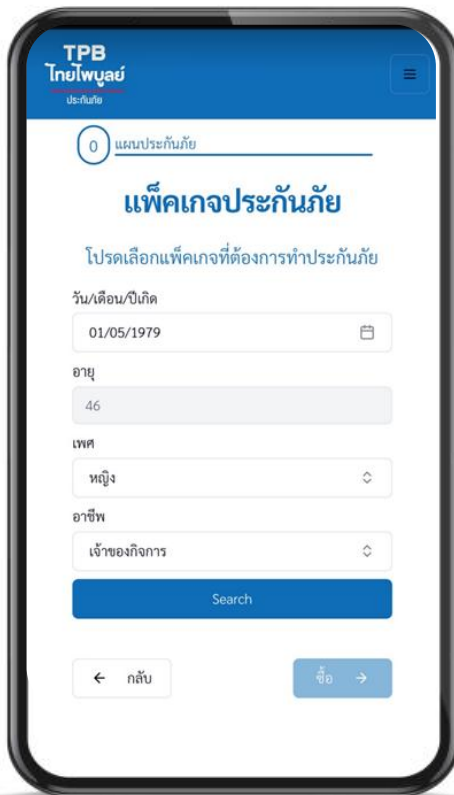 TPB
ไทยไพบูลย์
ประกันภัย
0 แผนประกันภัย
แพ็คเกจประกันภัย
โปรดเลือกแพ็คเกจที่ต้องการทำประกันภัย
วัน/เดือน/ปีเกิด
01/05/1979
อายุ
46
เพศ
หญิง
อาชีพ
เจ้าของกิจการ
Search
← กลับ
ซื้อ →